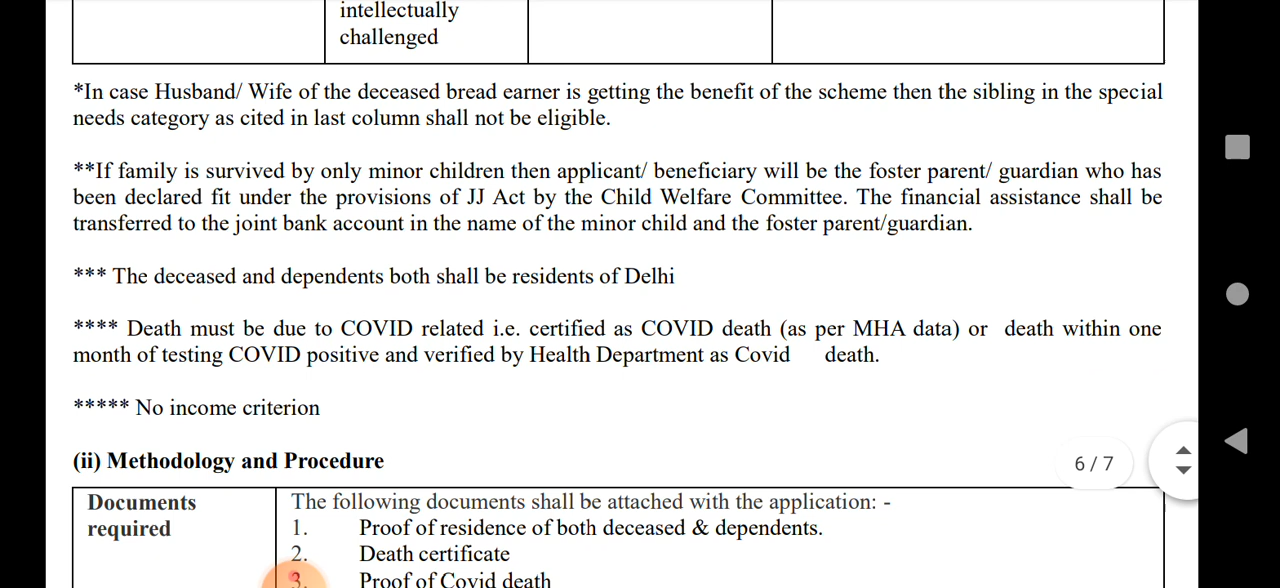 intellectually
challenged
*In case Husband/ Wife of the deceased bread earner is getting the benefit of the scheme then the sibling in the special
needs category as cited in last column shall not be eligible.
**If family is survived by only minor children then applicant/ beneficiary will be the foster parent/ guardian who has
been declared fit under the provisions of JJ Act by the Child Welfare Committee. The financial assistance shall be
transferred to the joint bank account in the name of the minor child and the foster parent/guardian.
*** The deceased and dependents both shall be residents of Delhi
**** Death must be due to COVID related i.e. certified as COVID death (as per MHA data) or death within one
month of testing COVID positive and verified by Health Department as Covid death.
***** No income criterion
(ii) Methodology and Procedure
6 / 7
Documents
required
The following documents shall be attached with the application: -
1. Proof of residence of both deceased & dependents.
2. Death certificate
3. Proof of Covid death